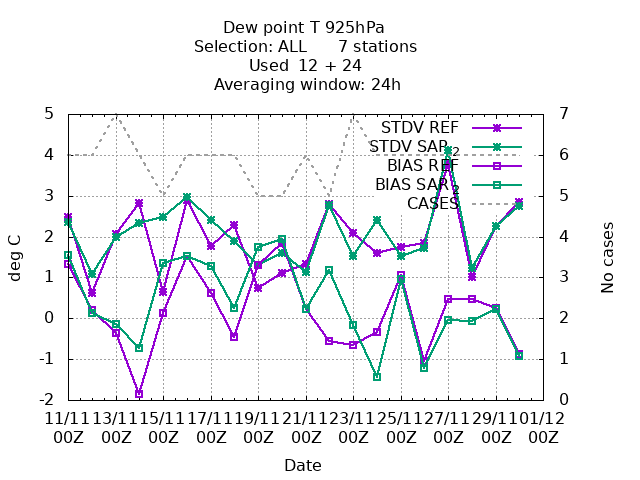 Dew point T 925hPa
Selection: ALL 7 stations
Used 12 + 24
Averaging window: 24h
5 7
4 6
3 5
2 4
1 3
0 2
-1 1
-2 0
deg C
No cases
STDV REF
STDV SAR_2
BIAS REF
BIAS SAR_2
CASES
11/11 13/11 15/11 17/11 19/11 21/11 23/11 25/11 27/11 29/11 01/12
00Z 00Z 00Z 00Z 00Z 00Z 00Z 00Z 00Z 00Z 00Z
Date